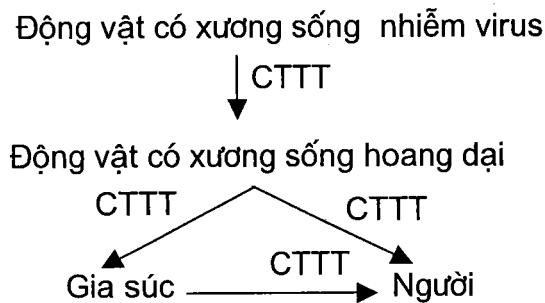 Động vật có xương sống nhiễm virus
CTTT
Động vật có xương sống hoang dại
CTTT CTTT
CTTT
Gia súc Người